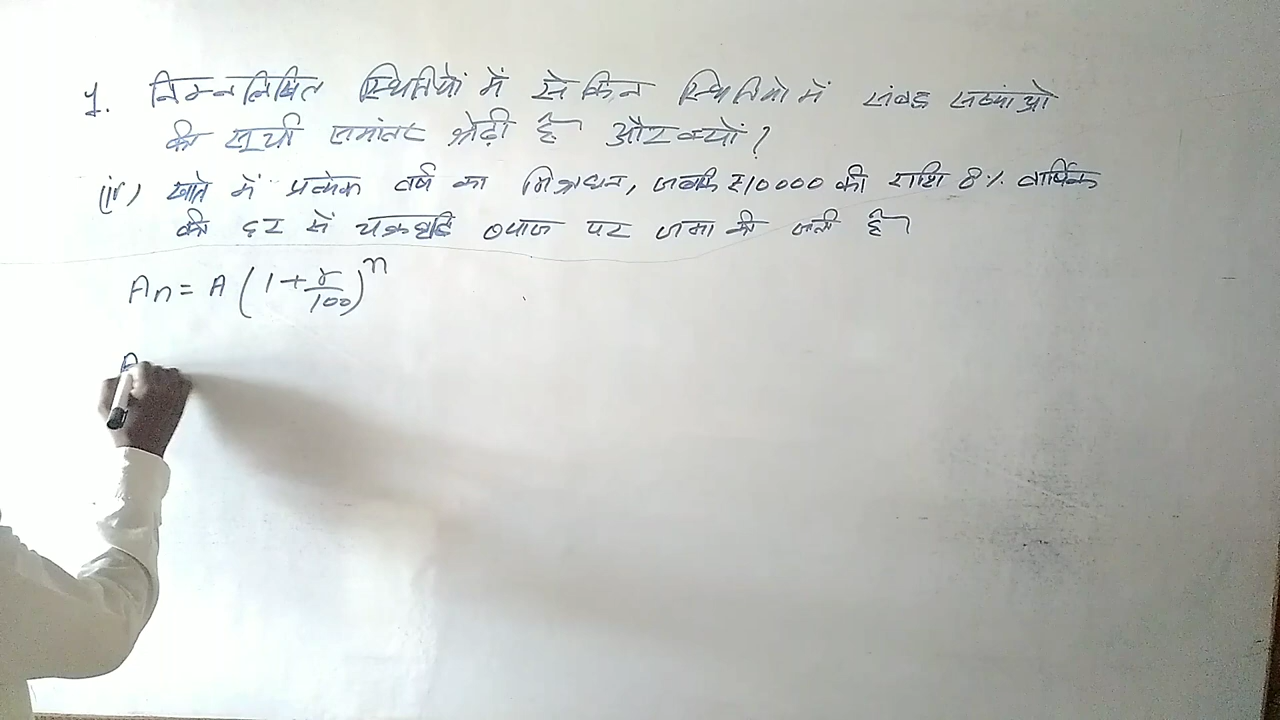 1. निम्नलिखित स्थितियों में से किन स्थितियो में संबद्ध संख्याओ
की सूची समांतर श्रेढ़ी है और क्यों?
(iv) खाते में प्रत्येक वर्ष का मिश्रधन, जबकि ₹10000 की राशि 8% वार्षिक
की दर से चक्रवृद्धि ब्याज पर जमा की जाती है
An = A (1 + r/100)^n
A